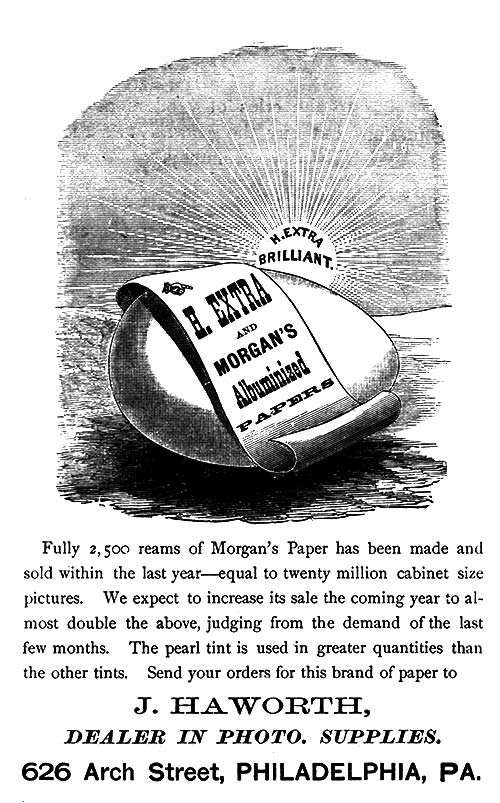 H. EXTRA
BRILLIANT.
H. EXTRA
AND
MORGAN'S
Albuminized
PAPERS
Fully 2,500 reams of Morgan's Paper has been made and
sold within the last year—equal to twenty million cabinet size
pictures. We expect to increase its sale the coming year to al-
most double the above, judging from the demand of the last
few months. The pearl tint is used in greater quantities than
the other tints. Send your orders for this brand of paper to
J. HAWORTH,
DEALER IN PHOTO. SUPPLIES.
626 Arch Street, PHILADELPHIA, PA.